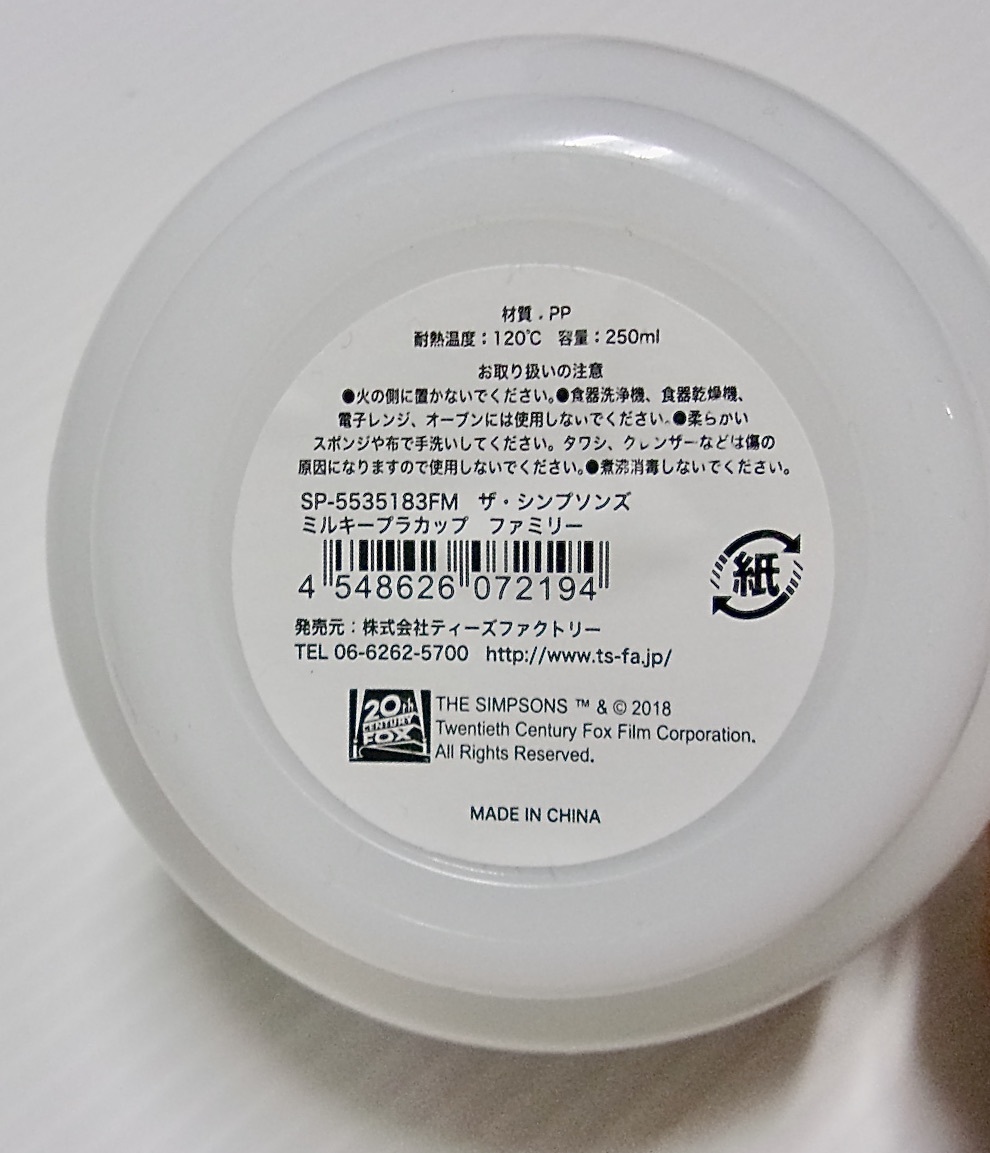 材質:PP
耐熱温度:120℃ 容量:250ml
お取り扱いの注意
●火の側に置かないでください。●食器洗浄機、食器乾燥機、
電子レンジ、オーブンには使用しないでください。●柔らかい
スポンジや布で手洗いしてください。タワシ、クレンザーなどは傷の
原因になりますので使用しないでください。●煮沸消毒しないでください。
SP-5535183FM ザ・シンプソンズ
ミルキープラカップ ファミリー
4 548626 072194
紙
発売元:株式会社ティーズファクトリー
TEL 06-6262-5700 http://www.ts-fa.jp/
20th
CENTURY
FOX
THE SIMPSONS ™ & © 2018
Twentieth Century Fox Film Corporation.
All Rights Reserved.
MADE IN CHINA